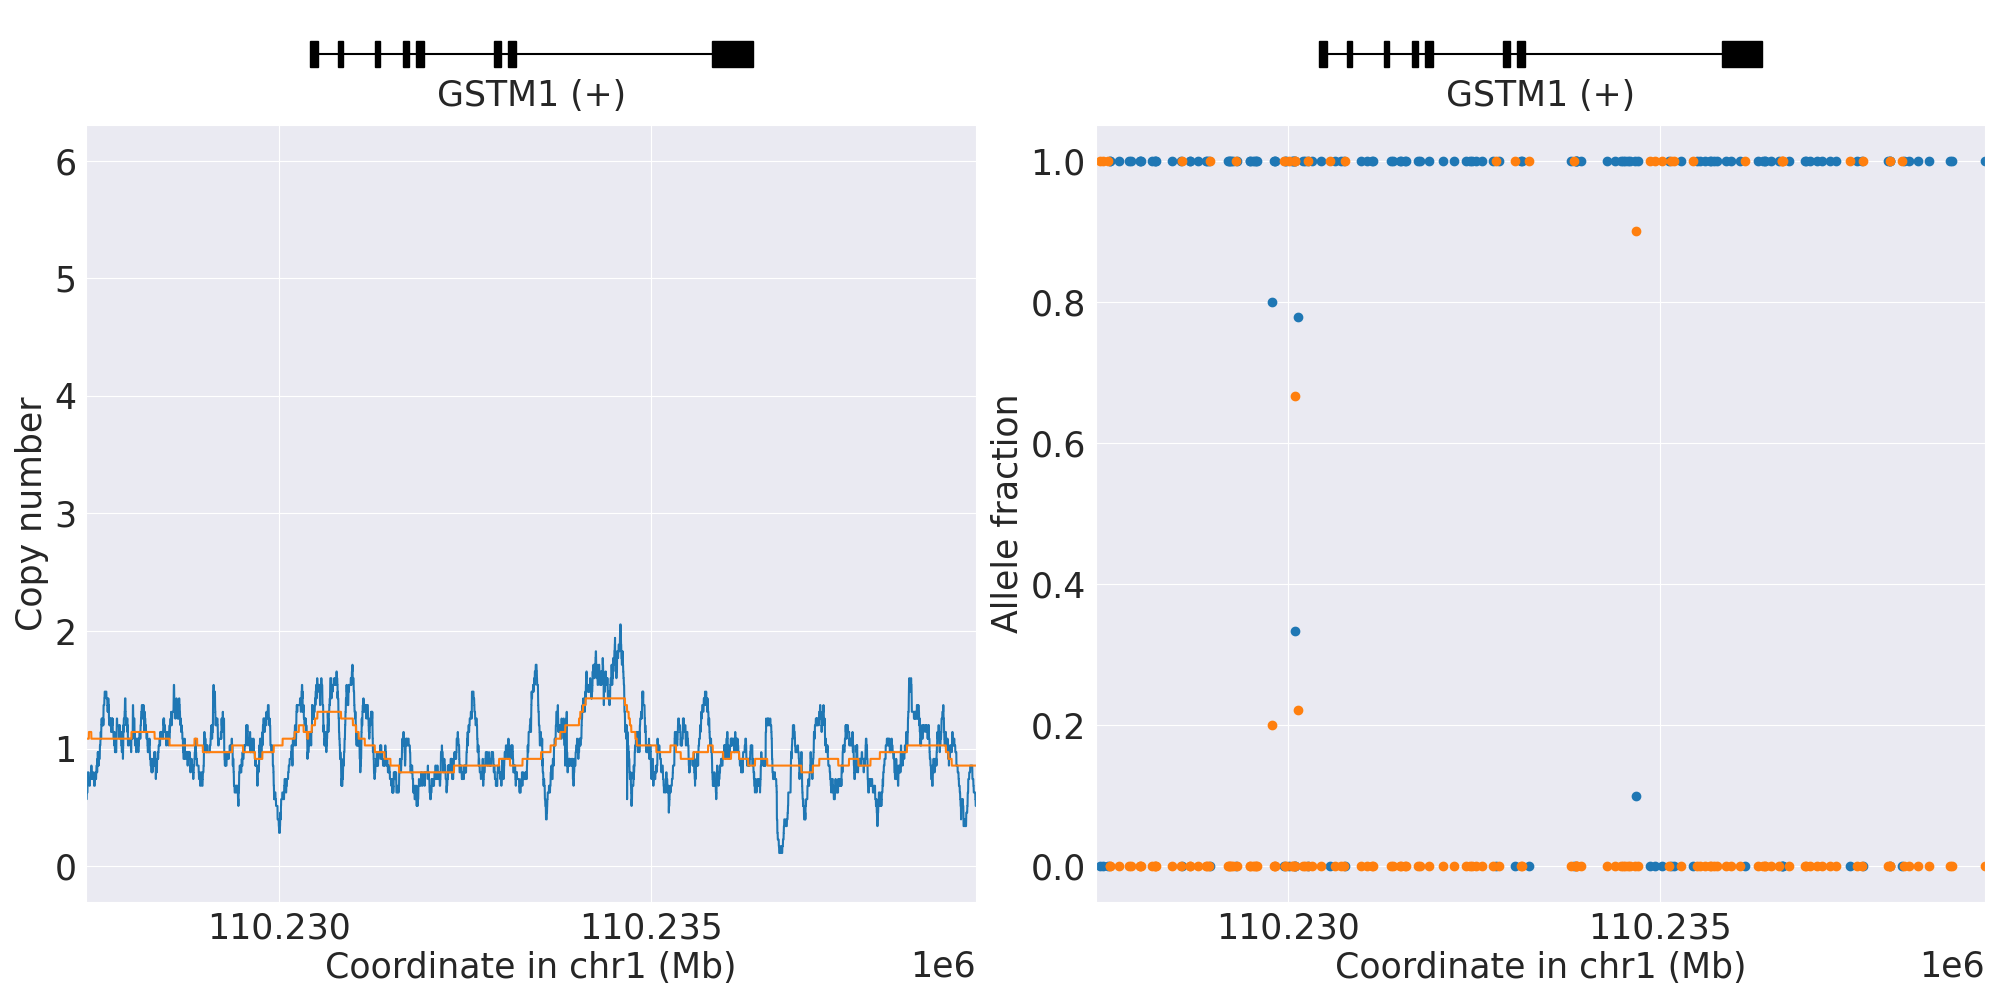 GSTM1 (+)
6
5
4
3
2
1
0
Copy number
110.230
110.235
Coordinate in chr1 (Mb)
1e6
GSTM1 (+)
1.0
0.8
0.6
0.4
0.2
0.0
Allele fraction
110.230
110.235
Coordinate in chr1 (Mb)
1e6